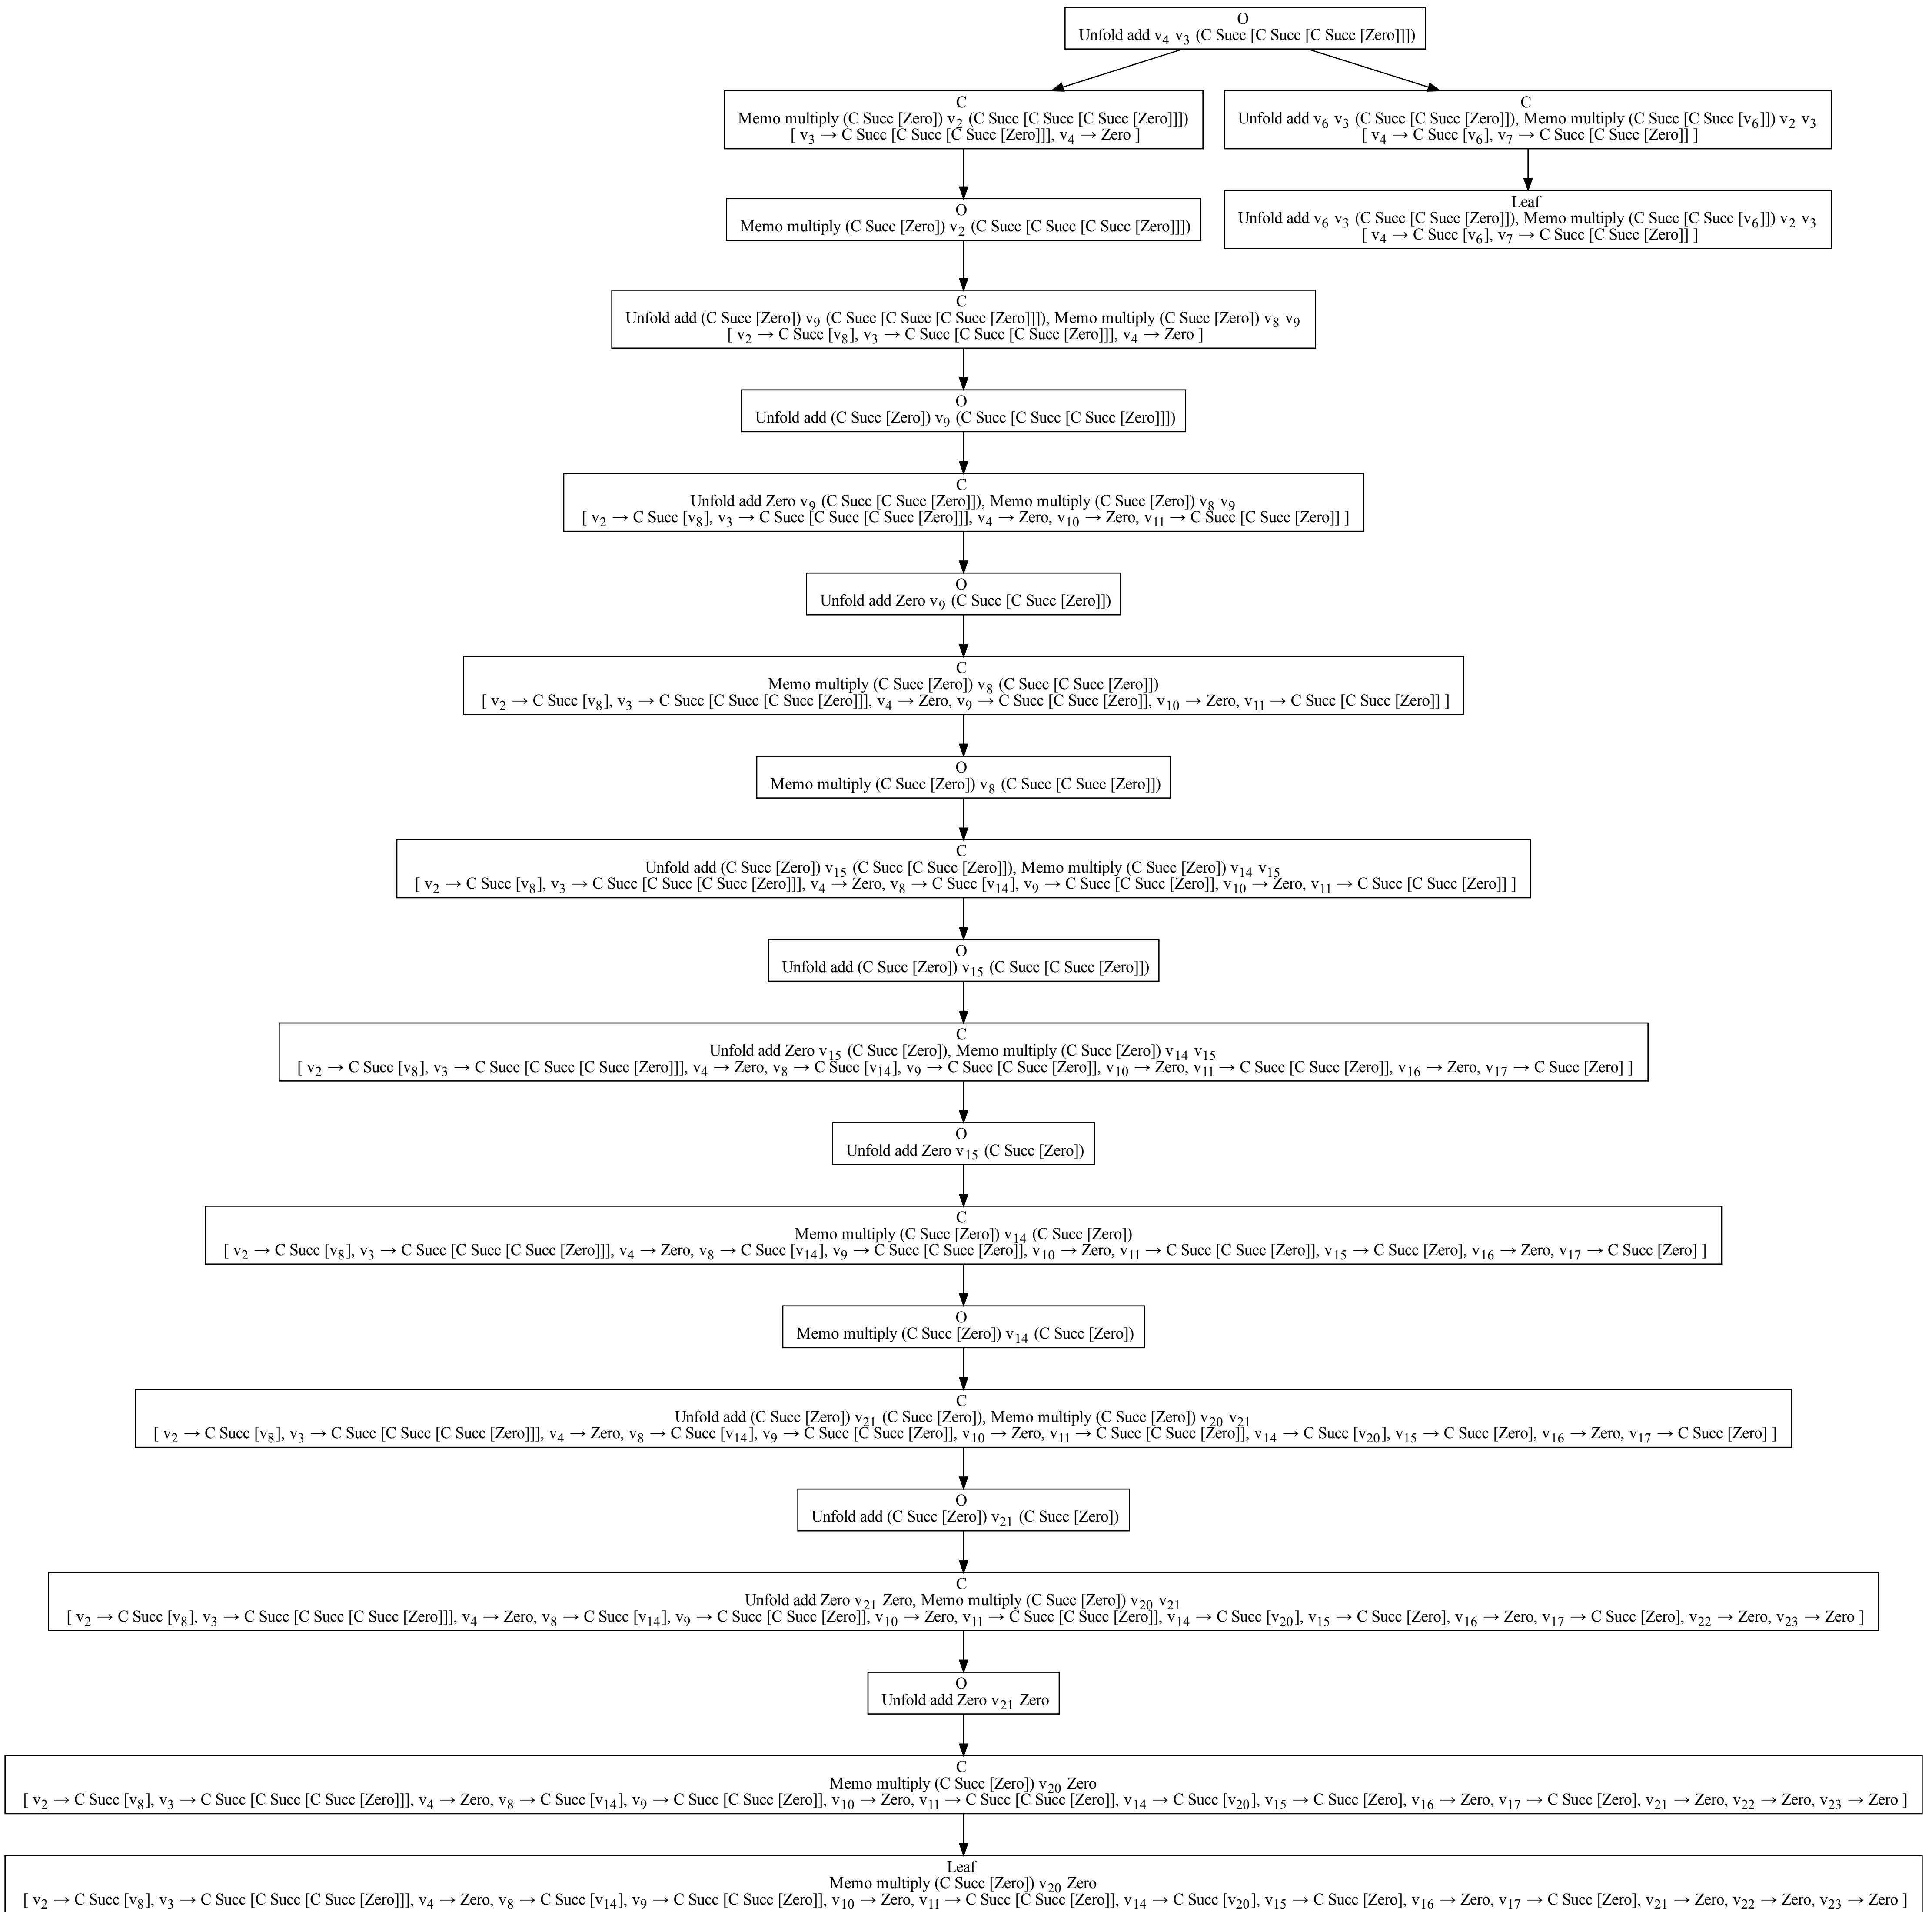 O
Unfold add v₄ v₃ (C Succ [C Succ [C Succ [Zero]]])
C
Memo multiply (C Succ [Zero]) v₂ (C Succ [C Succ [C Succ [Zero]]])
[ v₃ → C Succ [C Succ [C Succ [Zero]]], v₄ → Zero ]
C
Unfold add v₆ v₃ (C Succ [C Succ [Zero]]), Memo multiply (C Succ [C Succ [v₆]]) v₂ v₃
[ v₄ → C Succ [v₆], v₇ → C Succ [C Succ [Zero]] ]
O
Memo multiply (C Succ [Zero]) v₂ (C Succ [C Succ [C Succ [Zero]]])
Leaf
Unfold add v₆ v₃ (C Succ [C Succ [Zero]]), Memo multiply (C Succ [C Succ [v₆]]) v₂ v₃
[ v₄ → C Succ [v₆], v₇ → C Succ [C Succ [Zero]] ]
C
Unfold add (C Succ [Zero]) v₉ (C Succ [C Succ [C Succ [Zero]]]), Memo multiply (C Succ [Zero]) v₈ v₉
[ v₂ → C Succ [v₈], v₃ → C Succ [C Succ [C Succ [Zero]]], v₄ → Zero ]
O
Unfold add (C Succ [Zero]) v₉ (C Succ [C Succ [C Succ [Zero]]])
C
Unfold add Zero v₉ (C Succ [C Succ [Zero]]), Memo multiply (C Succ [Zero]) v₈ v₉
[ v₂ → C Succ [v₈], v₃ → C Succ [C Succ [C Succ [Zero]]], v₄ → Zero, v₁₀ → Zero, v₁₁ → C Succ [C Succ [Zero]] ]
O
Unfold add Zero v₉ (C Succ [C Succ [Zero]])
C
Memo multiply (C Succ [Zero]) v₈ (C Succ [C Succ [Zero]])
[ v₂ → C Succ [v₈], v₃ → C Succ [C Succ [C Succ [Zero]]], v₄ → Zero, v₉ → C Succ [C Succ [Zero]], v₁₀ → Zero, v₁₁ → C Succ [C Succ [Zero]] ]
O
Memo multiply (C Succ [Zero]) v₈ (C Succ [C Succ [Zero]])
C
Unfold add (C Succ [Zero]) v₁₅ (C Succ [C Succ [Zero]]), Memo multiply (C Succ [Zero]) v₁₄ v₁₅
[ v₂ → C Succ [v₈], v₃ → C Succ [C Succ [C Succ [Zero]]], v₄ → Zero, v₈ → C Succ [v₁₄], v₉ → C Succ [C Succ [Zero]], v₁₀ → Zero, v₁₁ → C Succ [C Succ [Zero]] ]
O
Unfold add (C Succ [Zero]) v₁₅ (C Succ [C Succ [Zero]])
C
Unfold add Zero v₁₅ (C Succ [Zero]), Memo multiply (C Succ [Zero]) v₁₄ v₁₅
[ v₂ → C Succ [v₈], v₃ → C Succ [C Succ [C Succ [Zero]]], v₄ → Zero, v₈ → C Succ [v₁₄], v₉ → C Succ [C Succ [Zero]], v₁₀ → Zero, v₁₁ → C Succ [C Succ [Zero]], v₁₆ → Zero, v₁₇ → C Succ [Zero] ]
O
Unfold add Zero v₁₅ (C Succ [Zero])
C
Memo multiply (C Succ [Zero]) v₁₄ (C Succ [Zero])
[ v₂ → C Succ [v₈], v₃ → C Succ [C Succ [C Succ [Zero]]], v₄ → Zero, v₈ → C Succ [v₁₄], v₉ → C Succ [C Succ [Zero]], v₁₀ → Zero, v₁₁ → C Succ [C Succ [Zero]], v₁₅ → C Succ [Zero], v₁₆ → Zero, v₁₇ → C Succ [Zero] ]
O
Memo multiply (C Succ [Zero]) v₁₄ (C Succ [Zero])
C
Unfold add (C Succ [Zero]) v₂₁ (C Succ [Zero]), Memo multiply (C Succ [Zero]) v₂₀ v₂₁
[ v₂ → C Succ [v₈], v₃ → C Succ [C Succ [C Succ [Zero]]], v₄ → Zero, v₈ → C Succ [v₁₄], v₉ → C Succ [C Succ [Zero]], v₁₀ → Zero, v₁₁ → C Succ [C Succ [Zero]], v₁₄ → C Succ [v₂₀], v₁₅ → C Succ [Zero], v₁₆ → Zero, v₁₇ → C Succ [Zero] ]
O
Unfold add (C Succ [Zero]) v₂₁ (C Succ [Zero])
C
Unfold add Zero v₂₁ Zero, Memo multiply (C Succ [Zero]) v₂₀ v₂₁
[ v₂ → C Succ [v₈], v₃ → C Succ [C Succ [C Succ [Zero]]], v₄ → Zero, v₈ → C Succ [v₁₄], v₉ → C Succ [C Succ [Zero]], v₁₀ → Zero, v₁₁ → C Succ [C Succ [Zero]], v₁₄ → C Succ [v₂₀], v₁₅ → C Succ [Zero], v₁₆ → Zero, v₁₇ → C Succ [Zero], v₂₂ → Zero, v₂₃ → Zero ]
O
Unfold add Zero v₂₁ Zero
C
Memo multiply (C Succ [Zero]) v₂₀ Zero
[ v₂ → C Succ [v₈], v₃ → C Succ [C Succ [C Succ [Zero]]], v₄ → Zero, v₈ → C Succ [v₁₄], v₉ → C Succ [C Succ [Zero]], v₁₀ → Zero, v₁₁ → C Succ [C Succ [Zero]], v₁₄ → C Succ [v₂₀], v₁₅ → C Succ [Zero], v₁₆ → Zero, v₁₇ → C Succ [Zero], v₂₁ → Zero, v₂₂ → Zero, v₂₃ → Zero ]
Leaf
Memo multiply (C Succ [Zero]) v₂₀ Zero
[ v₂ → C Succ [v₈], v₃ → C Succ [C Succ [C Succ [Zero]]], v₄ → Zero, v₈ → C Succ [v₁₄], v₉ → C Succ [C Succ [Zero]], v₁₀ → Zero, v₁₁ → C Succ [C Succ [Zero]], v₁₄ → C Succ [v₂₀], v₁₅ → C Succ [Zero], v₁₆ → Zero, v₁₇ → C Succ [Zero], v₂₁ → Zero, v₂₂ → Zero, v₂₃ → Zero ]